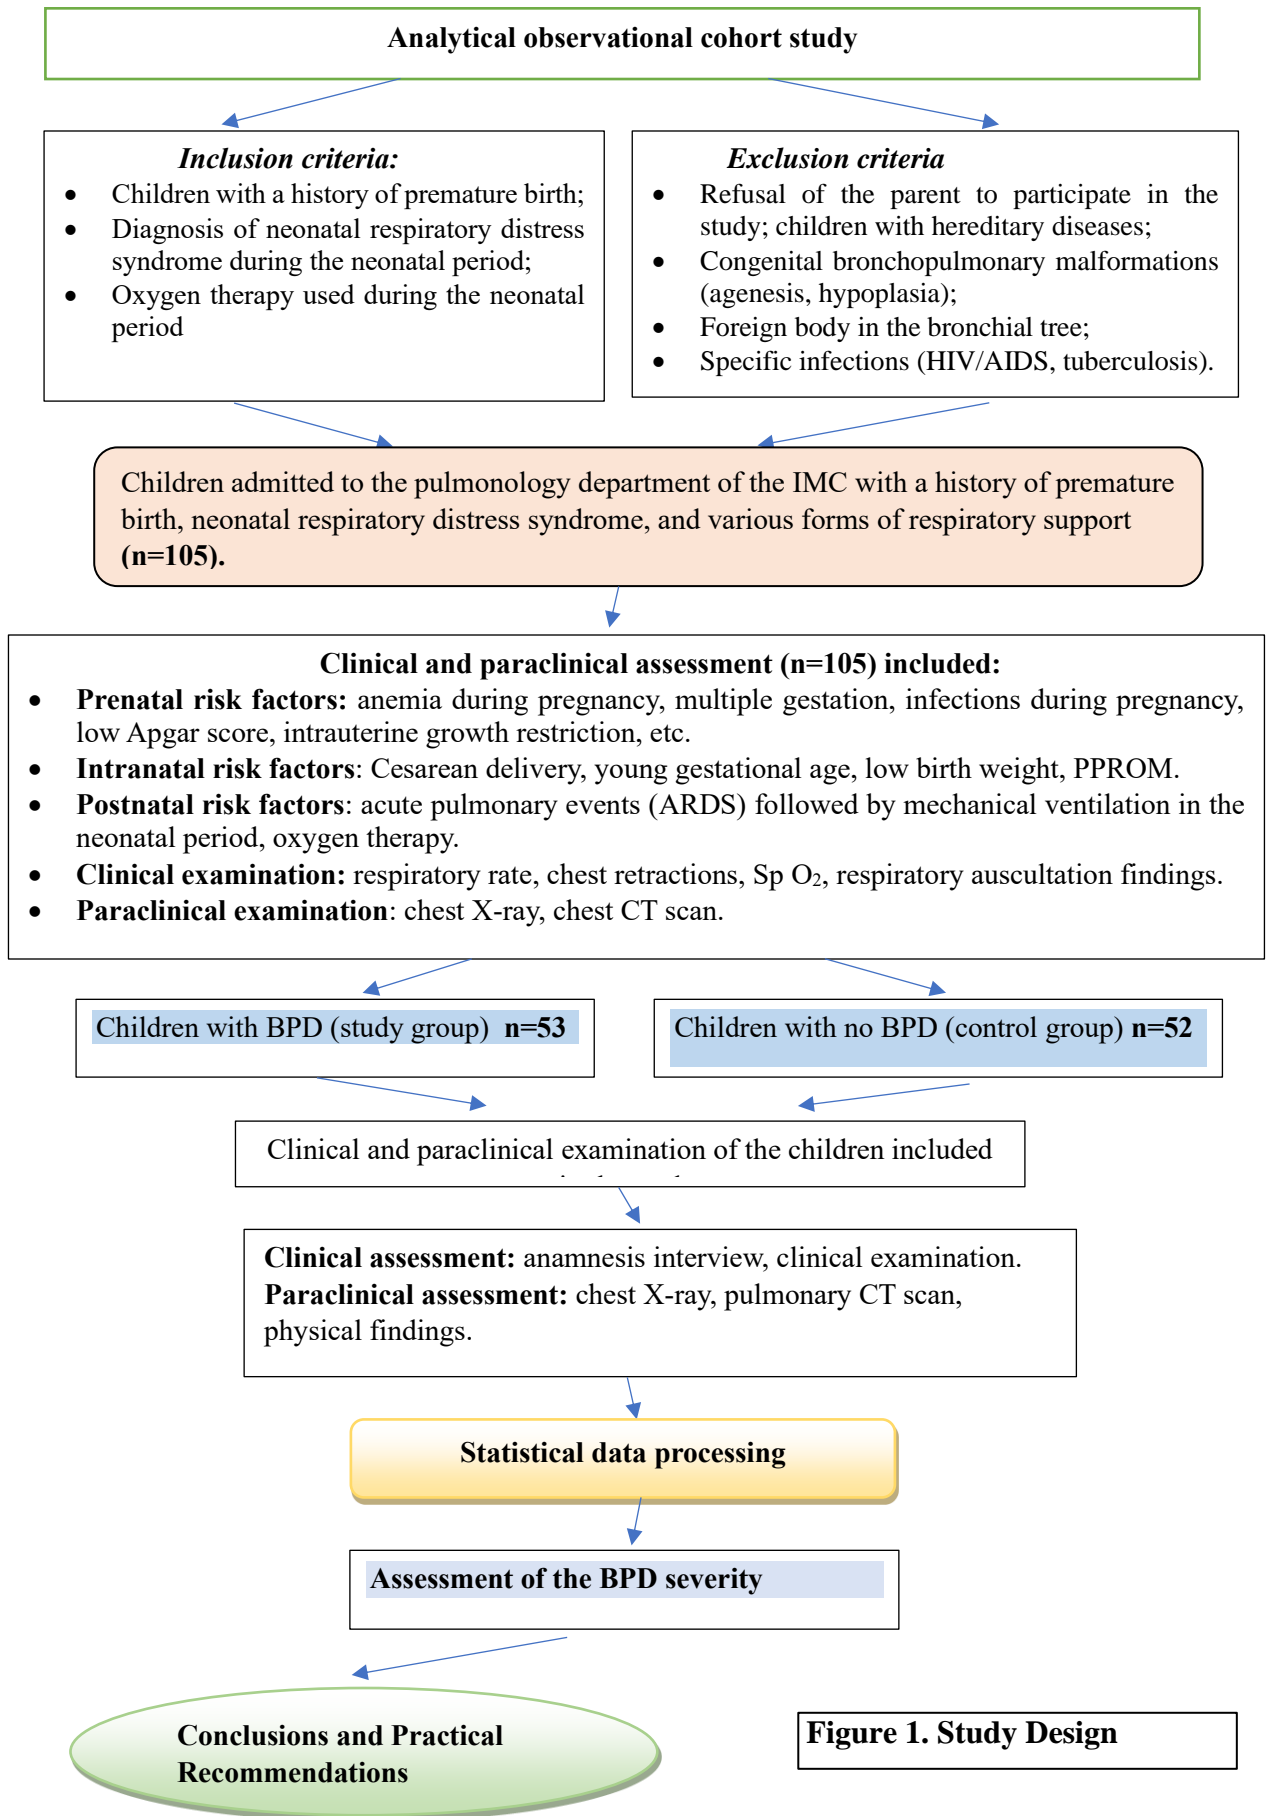 Analytical observational cohort study
Inclusion criteria:
• Children with a history of premature birth;
• Diagnosis of neonatal respiratory distress
syndrome during the neonatal period;
• Oxygen therapy used during the neonatal
period
Exclusion criteria
• Refusal of the parent to participate in the
study; children with hereditary diseases;
• Congenital bronchopulmonary malformations
(agenesis, hypoplasia);
• Foreign body in the bronchial tree;
• Specific infections (HIV/AIDS, tuberculosis).
Children admitted to the pulmonology department of the IMC with a history of premature
birth, neonatal respiratory distress syndrome, and various forms of respiratory support
(n=105).
Clinical and paraclinical assessment (n=105) included:
• Prenatal risk factors: anemia during pregnancy, multiple gestation, infections during pregnancy,
low Apgar score, intrauterine growth restriction, etc.
• Intranatal risk factors: Cesarean delivery, young gestational age, low birth weight, PPROM.
• Postnatal risk factors: acute pulmonary events (ARDS) followed by mechanical ventilation in the
neonatal period, oxygen therapy.
• Clinical examination: respiratory rate, chest retractions, Sp O₂, respiratory auscultation findings.
• Paraclinical examination: chest X-ray, chest CT scan.
Children with BPD (study group) n=53
Children with no BPD (control group) n=52
Clinical and paraclinical examination of the children included
Clinical assessment: anamnesis interview, clinical examination.
Paraclinical assessment: chest X-ray, pulmonary CT scan,
physical findings.
Statistical data processing
Assessment of the BPD severity
Conclusions and Practical
Recommendations
Figure 1. Study Design